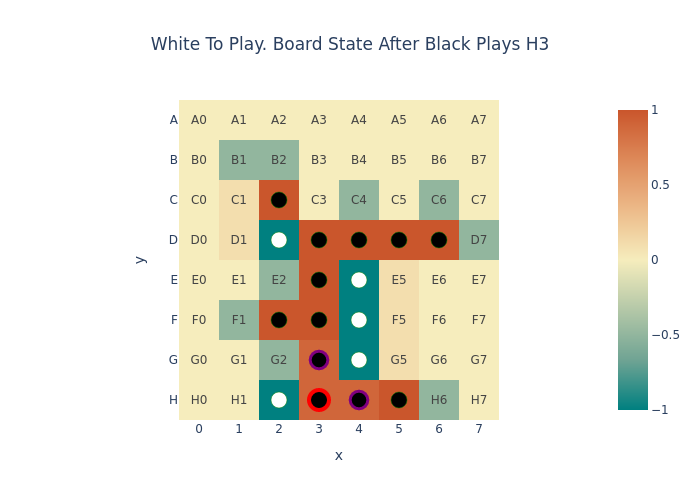 White To Play. Board State After Black Plays H3
A A0 A1 A2 A3 A4 A5 A6 A7
B B0 B1 B2 B3 B4 B5 B6 B7
C C0 C1 C3 C4 C5 C6 C7
D D0 D1 D7
E E0 E1 E2 E5 E6 E7
F F0 F1 F5 F6 F7
G G0 G1 G2 G5 G6 G7
H H0 H1 H6 H7
0 1 2 3 4 5 6 7
x
y
1
0.5
0
−0.5
−1